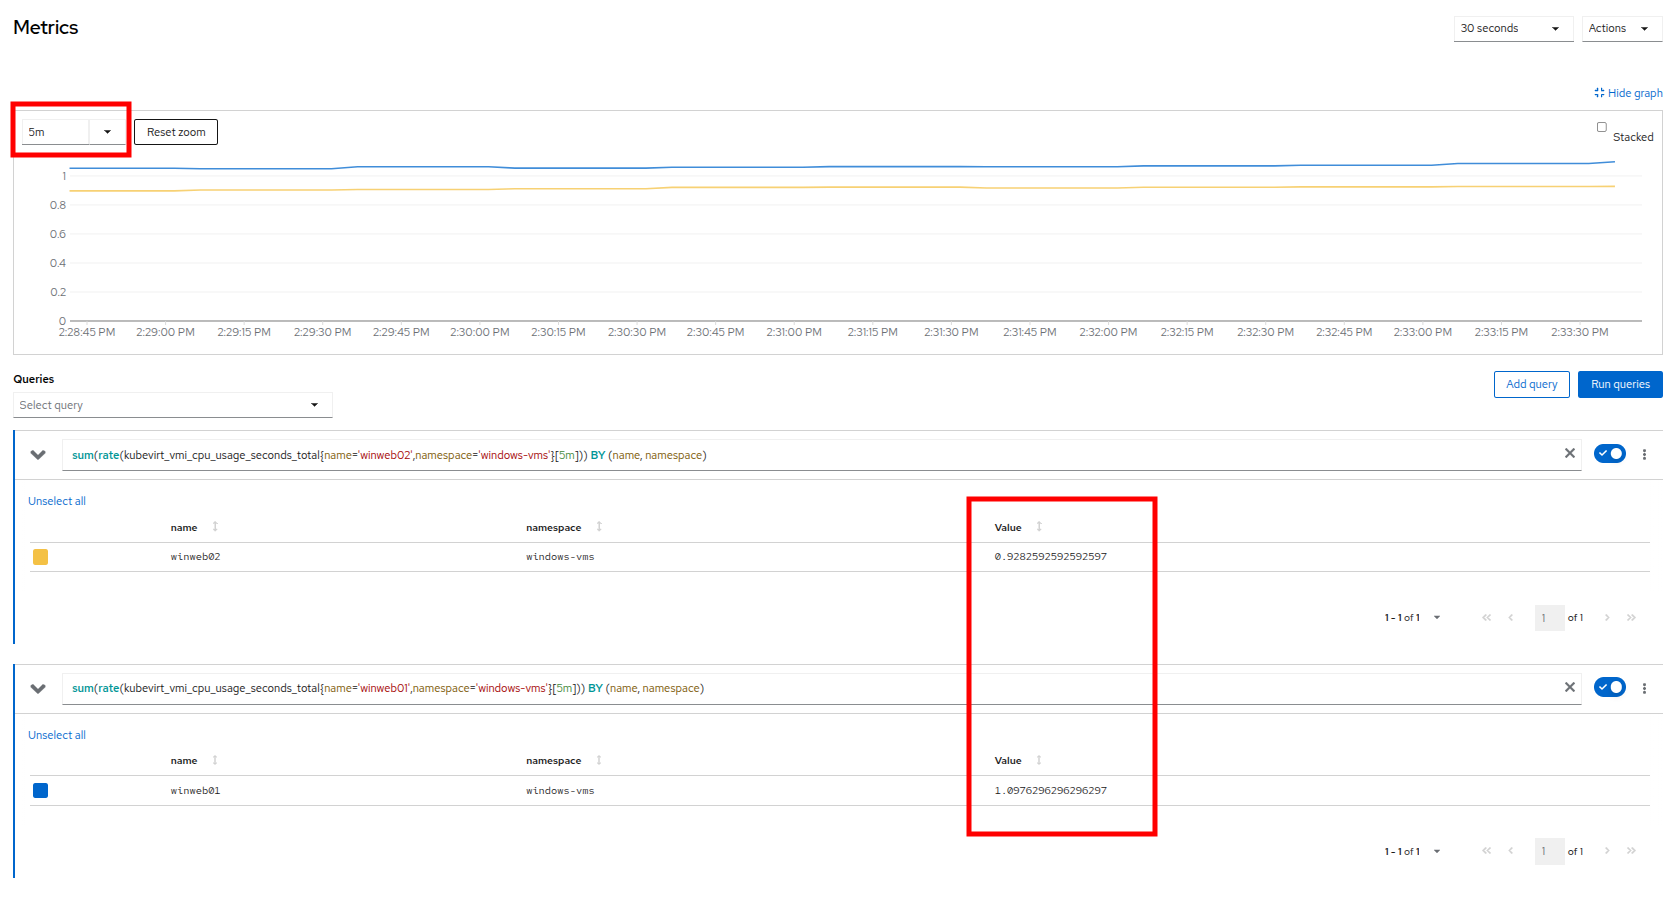 Metrics
30 seconds
Actions
Hide graph
5m
Reset zoom
Stacked
1
0.8
0.6
0.4
0.2
0
2:28:45 PM 2:29:00 PM 2:29:15 PM 2:29:30 PM 2:29:45 PM 2:30:00 PM 2:30:15 PM 2:30:30 PM 2:30:45 PM 2:31:00 PM 2:31:15 PM 2:31:30 PM 2:31:45 PM 2:32:00 PM 2:32:15 PM 2:32:30 PM 2:32:45 PM 2:33:00 PM 2:33:15 PM 2:33:30 PM
Queries
Select query
Add query
Run queries
sum(rate(kubevirt_vmi_cpu_usage_seconds_total{name='winweb02',namespace='windows-vms'}[5m])) BY (name, namespace)
Unselect all
name namespace Value
winweb02 windows-vms 0.9282592592592597
1 - 1 of 1
1 of 1
sum(rate(kubevirt_vmi_cpu_usage_seconds_total{name='winweb01',namespace='windows-vms'}[5m])) BY (name, namespace)
Unselect all
name namespace Value
winweb01 windows-vms 1.0976296296296297
1 - 1 of 1
1 of 1